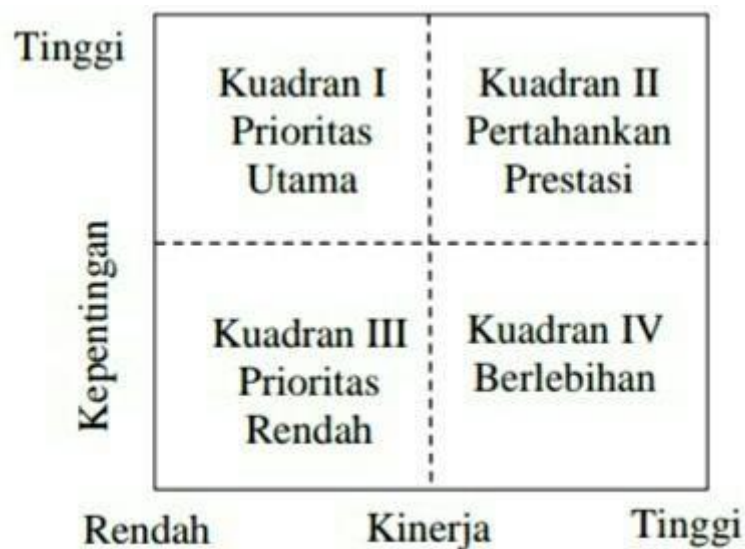 Tinggi
Kuadran I
Prioritas
Utama
Kuadran II
Pertahankan
Prestasi
Kepentingan
Kuadran III
Prioritas
Rendah
Kuadran IV
Berlebihan
Rendah
Kinerja
Tinggi